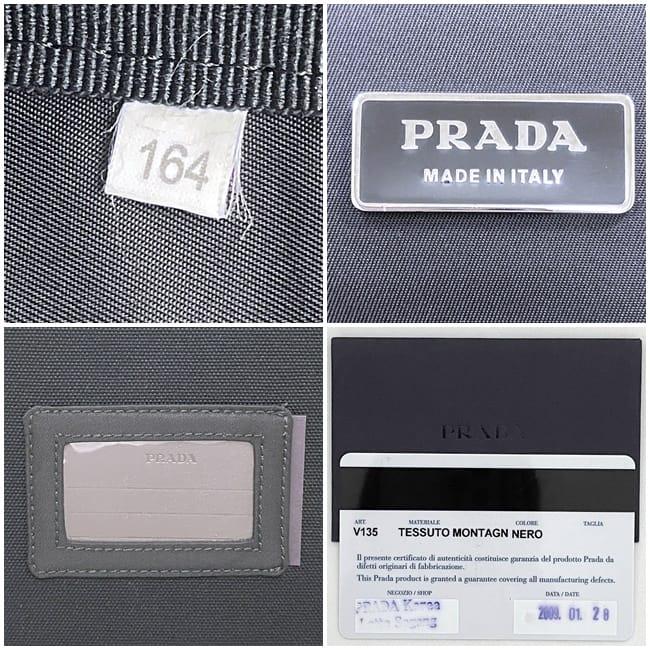 164
PRADA
MADE IN ITALY
PRADA
PRADA
ART. MATERIALE COLORE TAGLIA
V135 TESSUTO MONTAGN NERO
Il presente certificato di autenticità costituisce garanzia del prodotto Prada da
difetti originari di fabbricazione.
This Prada product is granted a guarantee covering all manufacturing defects.
NEGOZIO / SHOP DATA / DATE
PRADA Korea 2009. 01. 28
Lotte Sogong